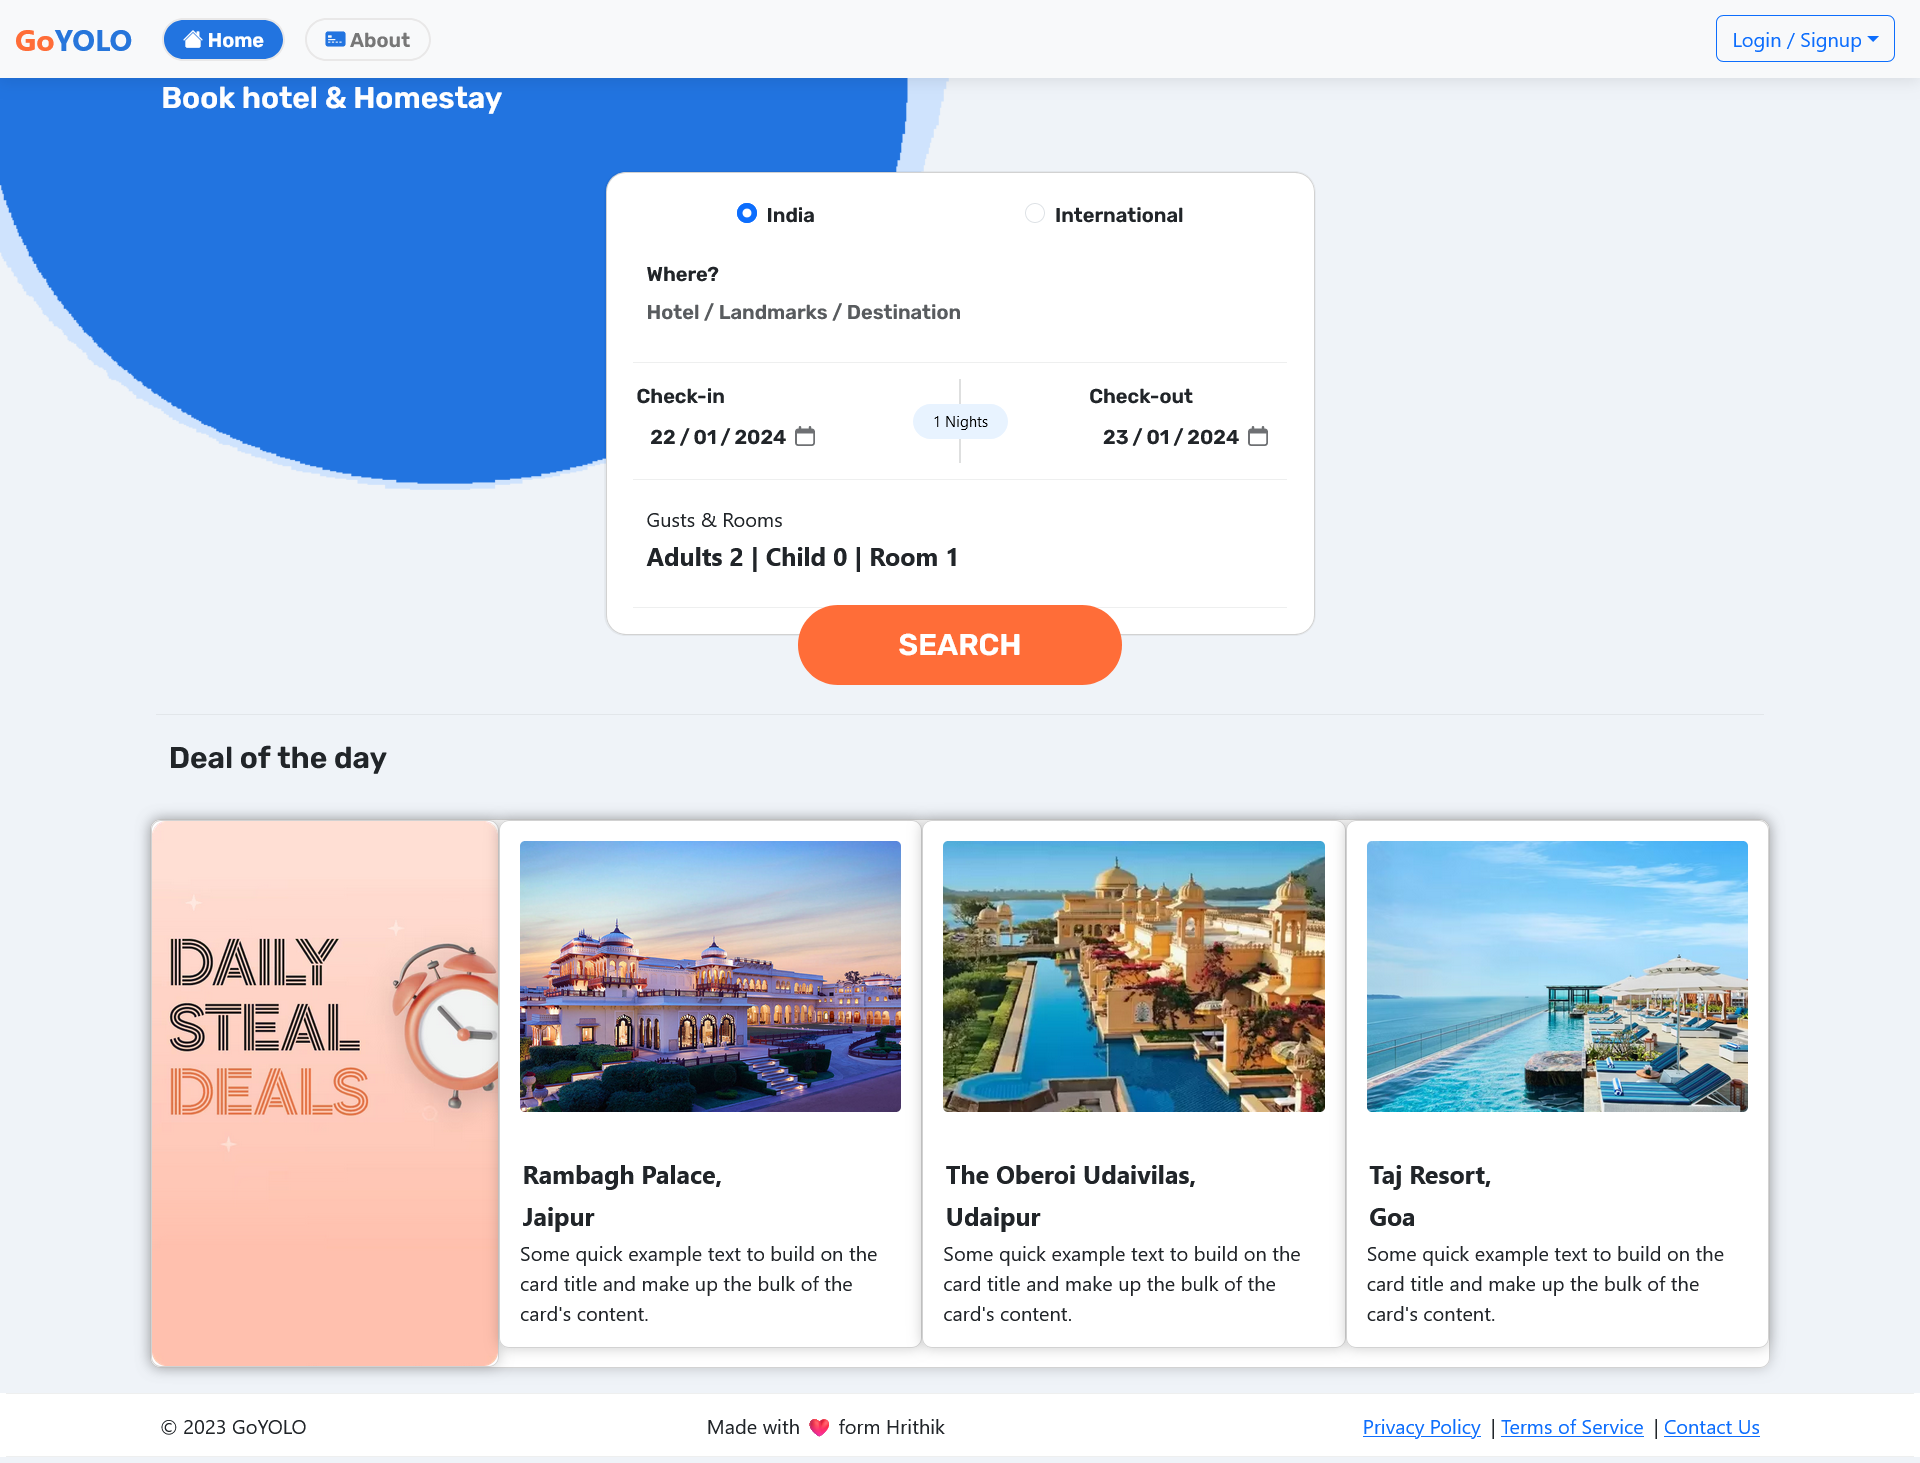 GoYOLO
Home
About
Login / Signup
Book hotel & Homestay
India
International
Where?
Hotel / Landmarks / Destination
Check-in
22 / 01 / 2024
1 Nights
Check-out
23 / 01 / 2024
Gusts & Rooms
Adults 2 | Child 0 | Room 1
SEARCH
Deal of the day
DAILY
STEAL
DEALS
Rambagh Palace,
Jaipur
Some quick example text to build on the
card title and make up the bulk of the
card's content.
The Oberoi Udaivilas,
Udaipur
Some quick example text to build on the
card title and make up the bulk of the
card's content.
Taj Resort,
Goa
Some quick example text to build on the
card title and make up the bulk of the
card's content.
© 2023 GoYOLO
Made with ❤ form Hrithik
Privacy Policy | Terms of Service | Contact Us